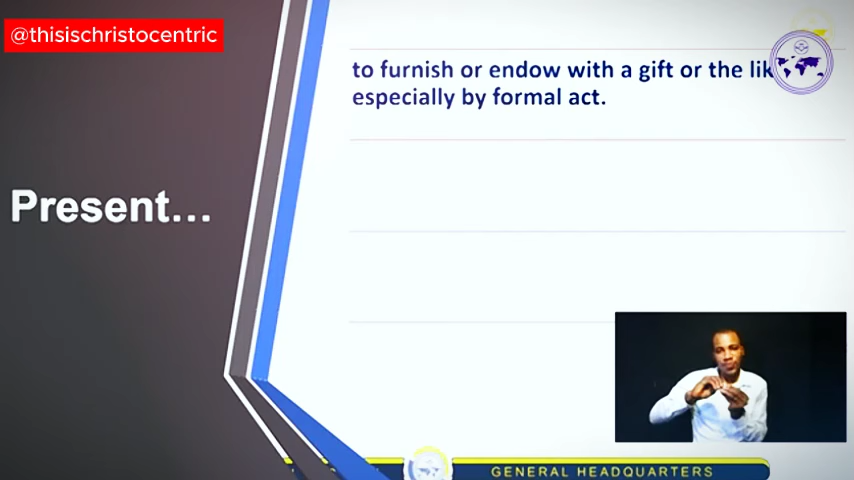 @thisischristocentric
to furnish or endow with a gift or the
especially by formal act.
Present...
GENERAL HEADQUARTERS